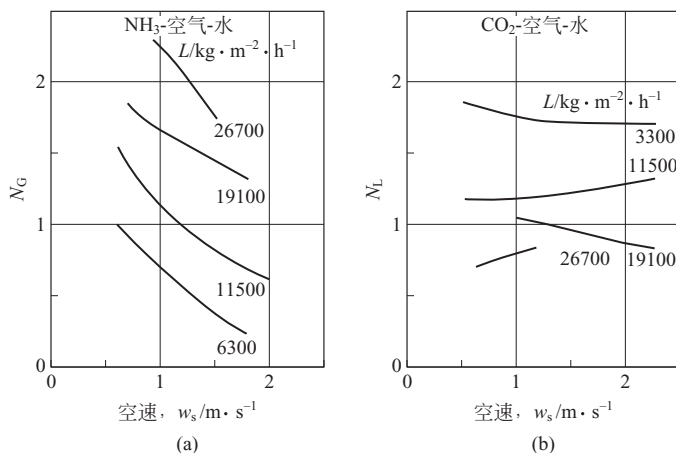 NH₃-空气-水
L/kg・m⁻²・h⁻¹
2
26700
19100
N_G
1
11500
6300
0
0
1
2
空速，w_s/m・s⁻¹
(a)
CO₂-空气-水
2
L/kg・m⁻²・h⁻¹
3300
11500
N_L
1
26700
19100
0
0
1
2
空速，w_s/m・s⁻¹
(b)